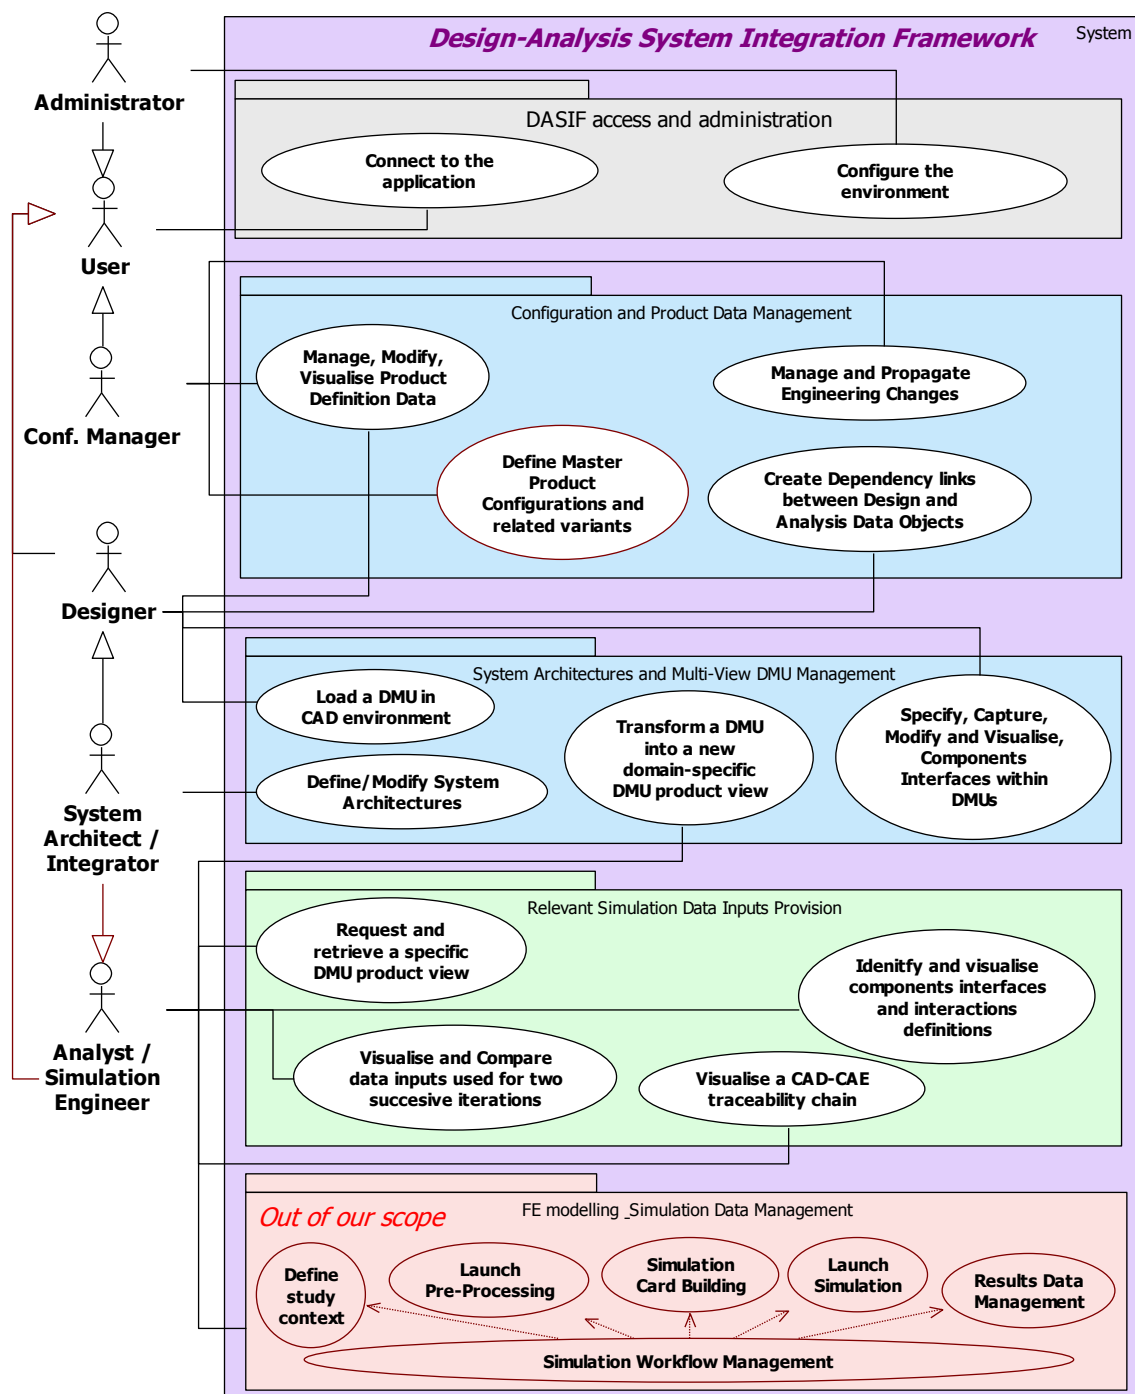 Design-Analysis System Integration Framework
System
Administrator
DASIF access and administration
Connect to the
application
Configure the
environment
User
Configuration and Product Data Management
Manage, Modify,
Visualise Product
Definition Data
Manage and Propagate
Engineering Changes
Conf. Manager
Define Master
Product
Configurations and
related variants
Create Dependency links
between Design and
Analysis Data Objects
Designer
System Architectures and Multi-View DMU Management
Load a DMU in
CAD environment
Transform a DMU
into a new
domain-specific
DMU product view
Specify, Capture,
Modify and Visualise,
Components
Interfaces within
DMUs
Define/Modify System
Architectures
System
Architect /
Integrator
Relevant Simulation Data Inputs Provision
Request and
retrieve a specific
DMU product view
Idenitfy and visualise
components interfaces
and interactions
definitions
Analyst /
Simulation
Engineer
Visualise and Compare
data inputs used for two
succesive iterations
Visualise a CAD-CAE
traceability chain
Out of our scope
FE modelling _Simulation Data Management
Define
study
context
Launch
Pre-Processing
Simulation
Card Building
Launch
Simulation
Results Data
Management
Simulation Workflow Management